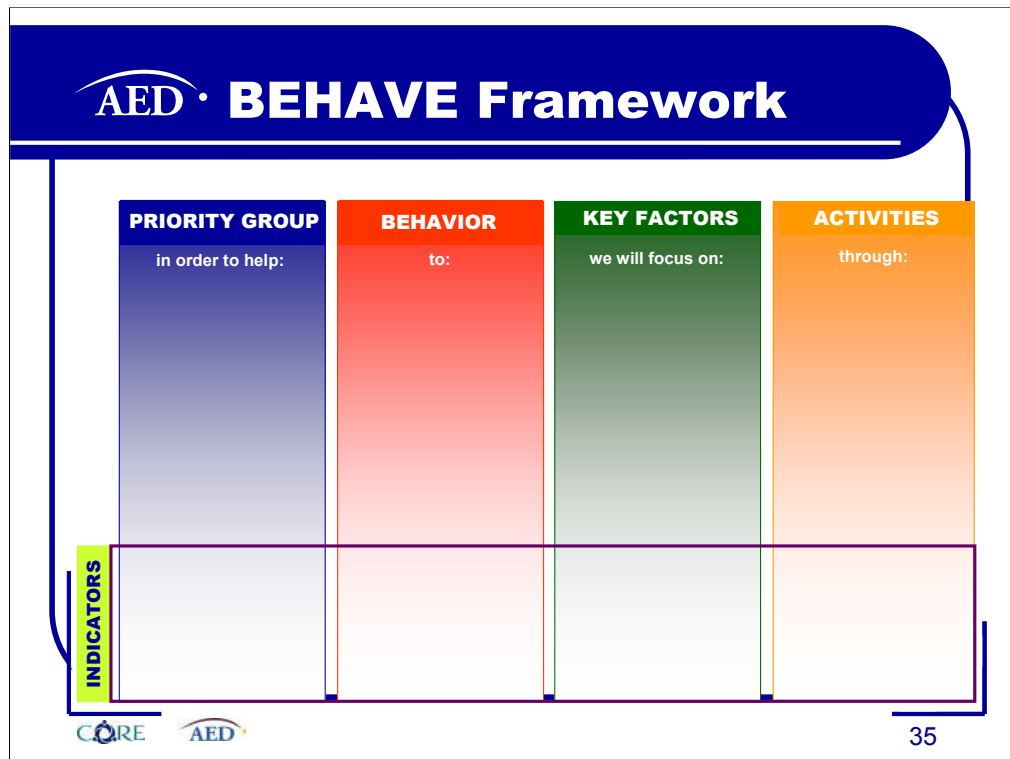 AED BEHAVE Framework
PRIORITY GROUP
in order to help:
BEHAVIOR
to:
KEY FACTORS
we will focus on:
ACTIVITIES
through:
INDICATORS
CORE AED
35